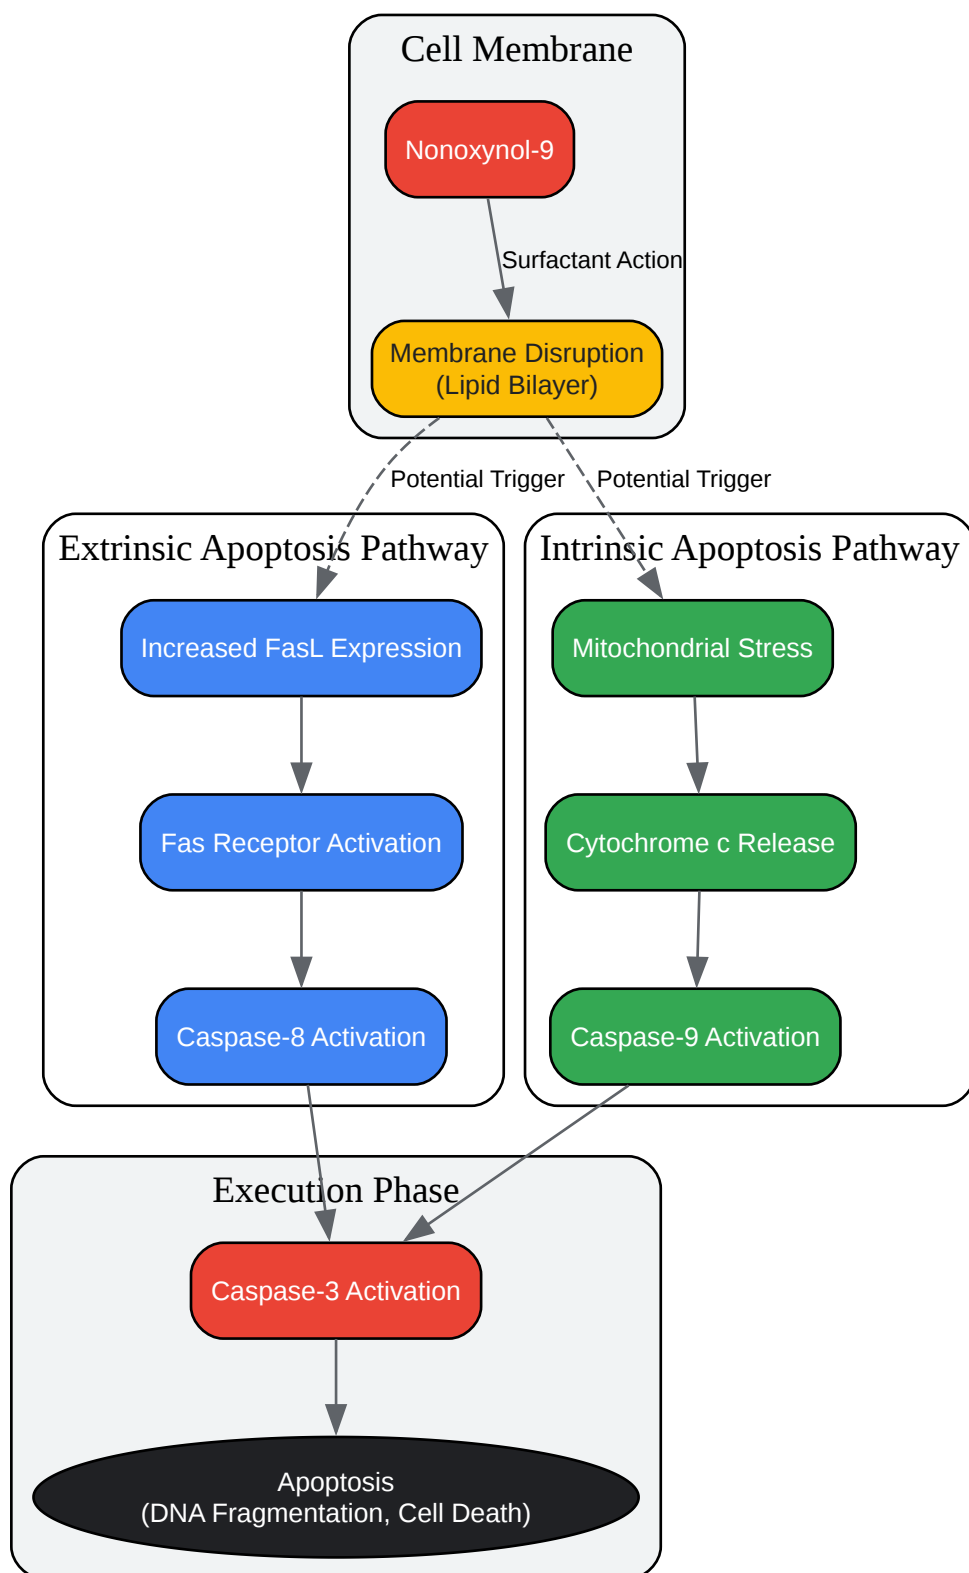 Cell Membrane
Nonoxynol-9
Surfactant Action
Membrane Disruption
(Lipid Bilayer)
Potential Trigger
Potential Trigger
Extrinsic Apoptosis Pathway
Intrinsic Apoptosis Pathway
Increased FasL Expression
Mitochondrial Stress
Fas Receptor Activation
Cytochrome c Release
Caspase-8 Activation
Caspase-9 Activation
Execution Phase
Caspase-3 Activation
Apoptosis
(DNA Fragmentation, Cell Death)